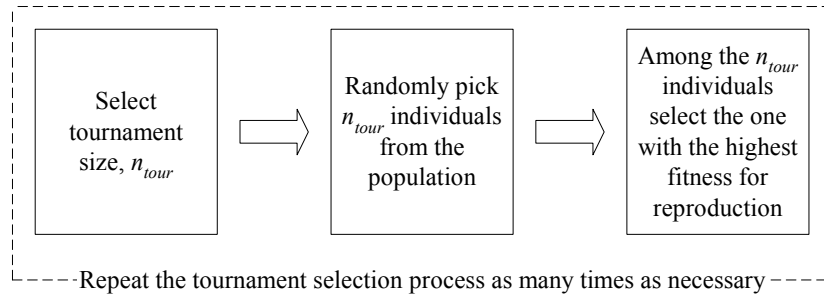 Select
tournament
size, n_tour
Randomly pick
n_tour individuals
from the
population
Among the n_tour
individuals
select the one
with the highest
fitness for
reproduction
Repeat the tournament selection process as many times as necessary